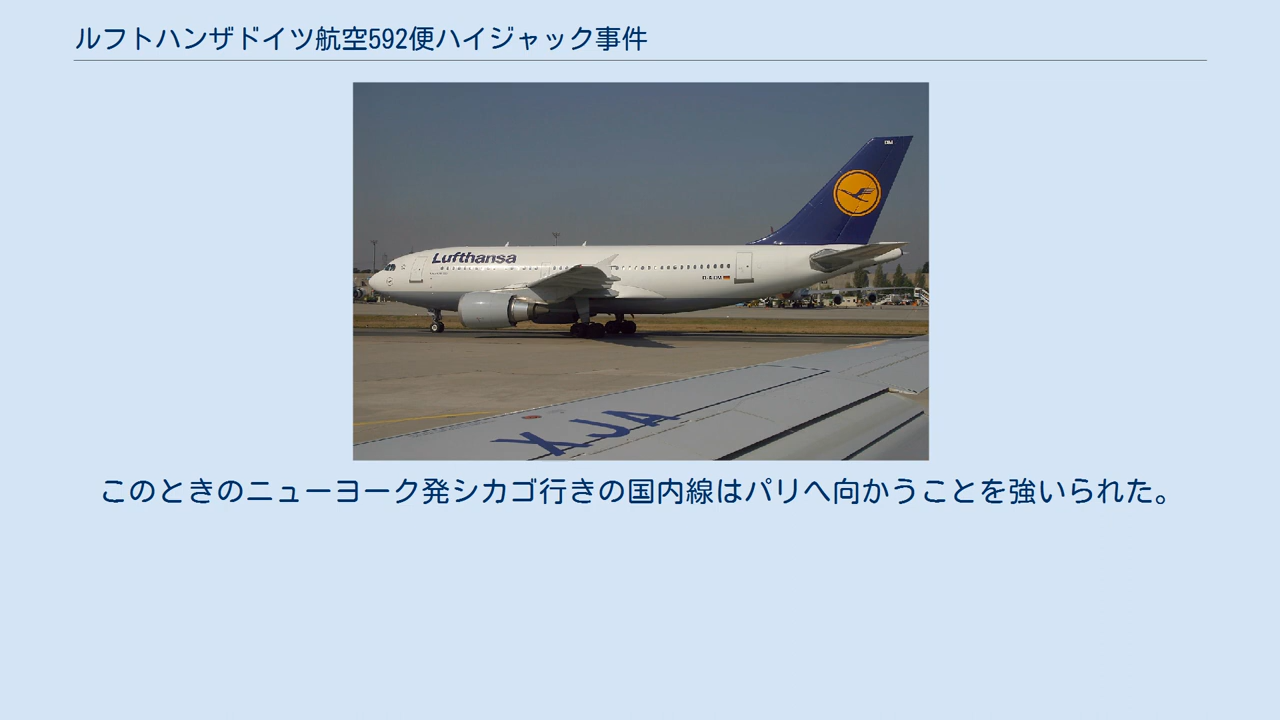 ルフトハンザドイツ航空592便ハイジャック事件
Lufthansa
XJA
このときのニューヨーク発シカゴ行きの国内線はパリへ向かうことを強いられた。